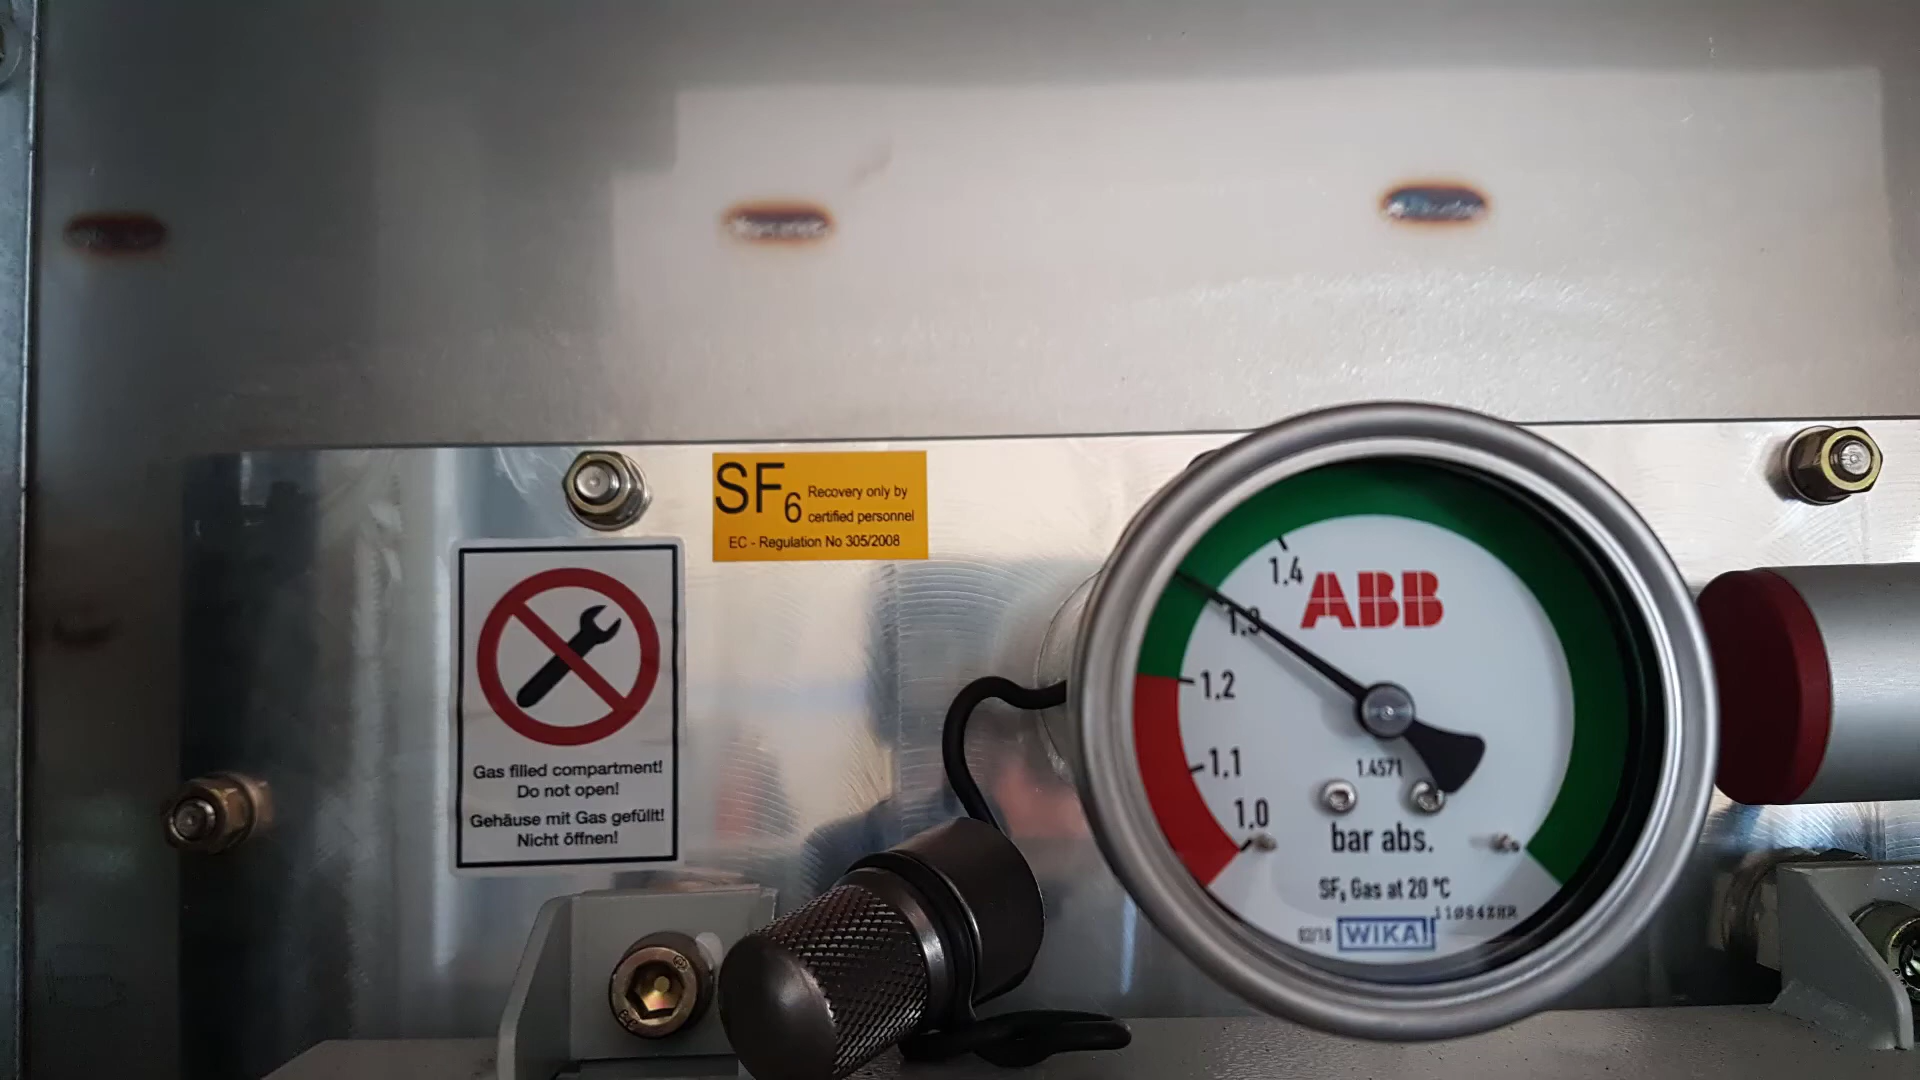 SF6 Recovery only by
certified personnel
EC - Regulation No 305/2008
Gas filled compartment!
Do not open!
Gehäuse mit Gas gefüllt!
Nicht öffnen!
1,4
ABB
1,3
1,2
1,1
1.4571
1,0
bar abs.
SF6 Gas at 20 °C
WIKA